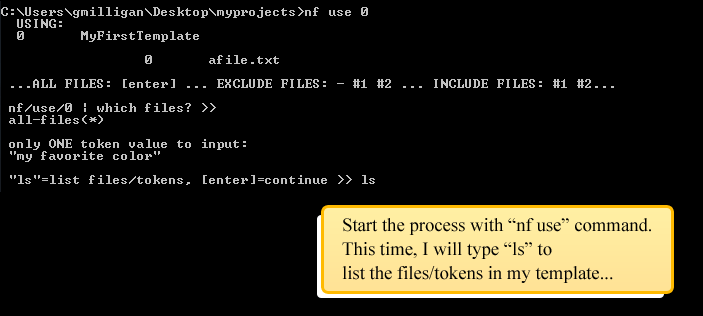 C:\Users\gmilligan\Desktop\myprojects>nf use 0
USING:
0 MyFirstTemplate
0 afile.txt
...ALL FILES: [enter] ... EXCLUDE FILES: - #1 #2 ... INCLUDE FILES: #1 #2...
nf/use/0 | which files? >>
all-files(*)
only ONE token value to input:
"my favorite color"
"ls"=list files/tokens, [enter]=continue >> ls
Start the process with “nf use” command.
This time, I will type “ls” to
list the files/tokens in my template...